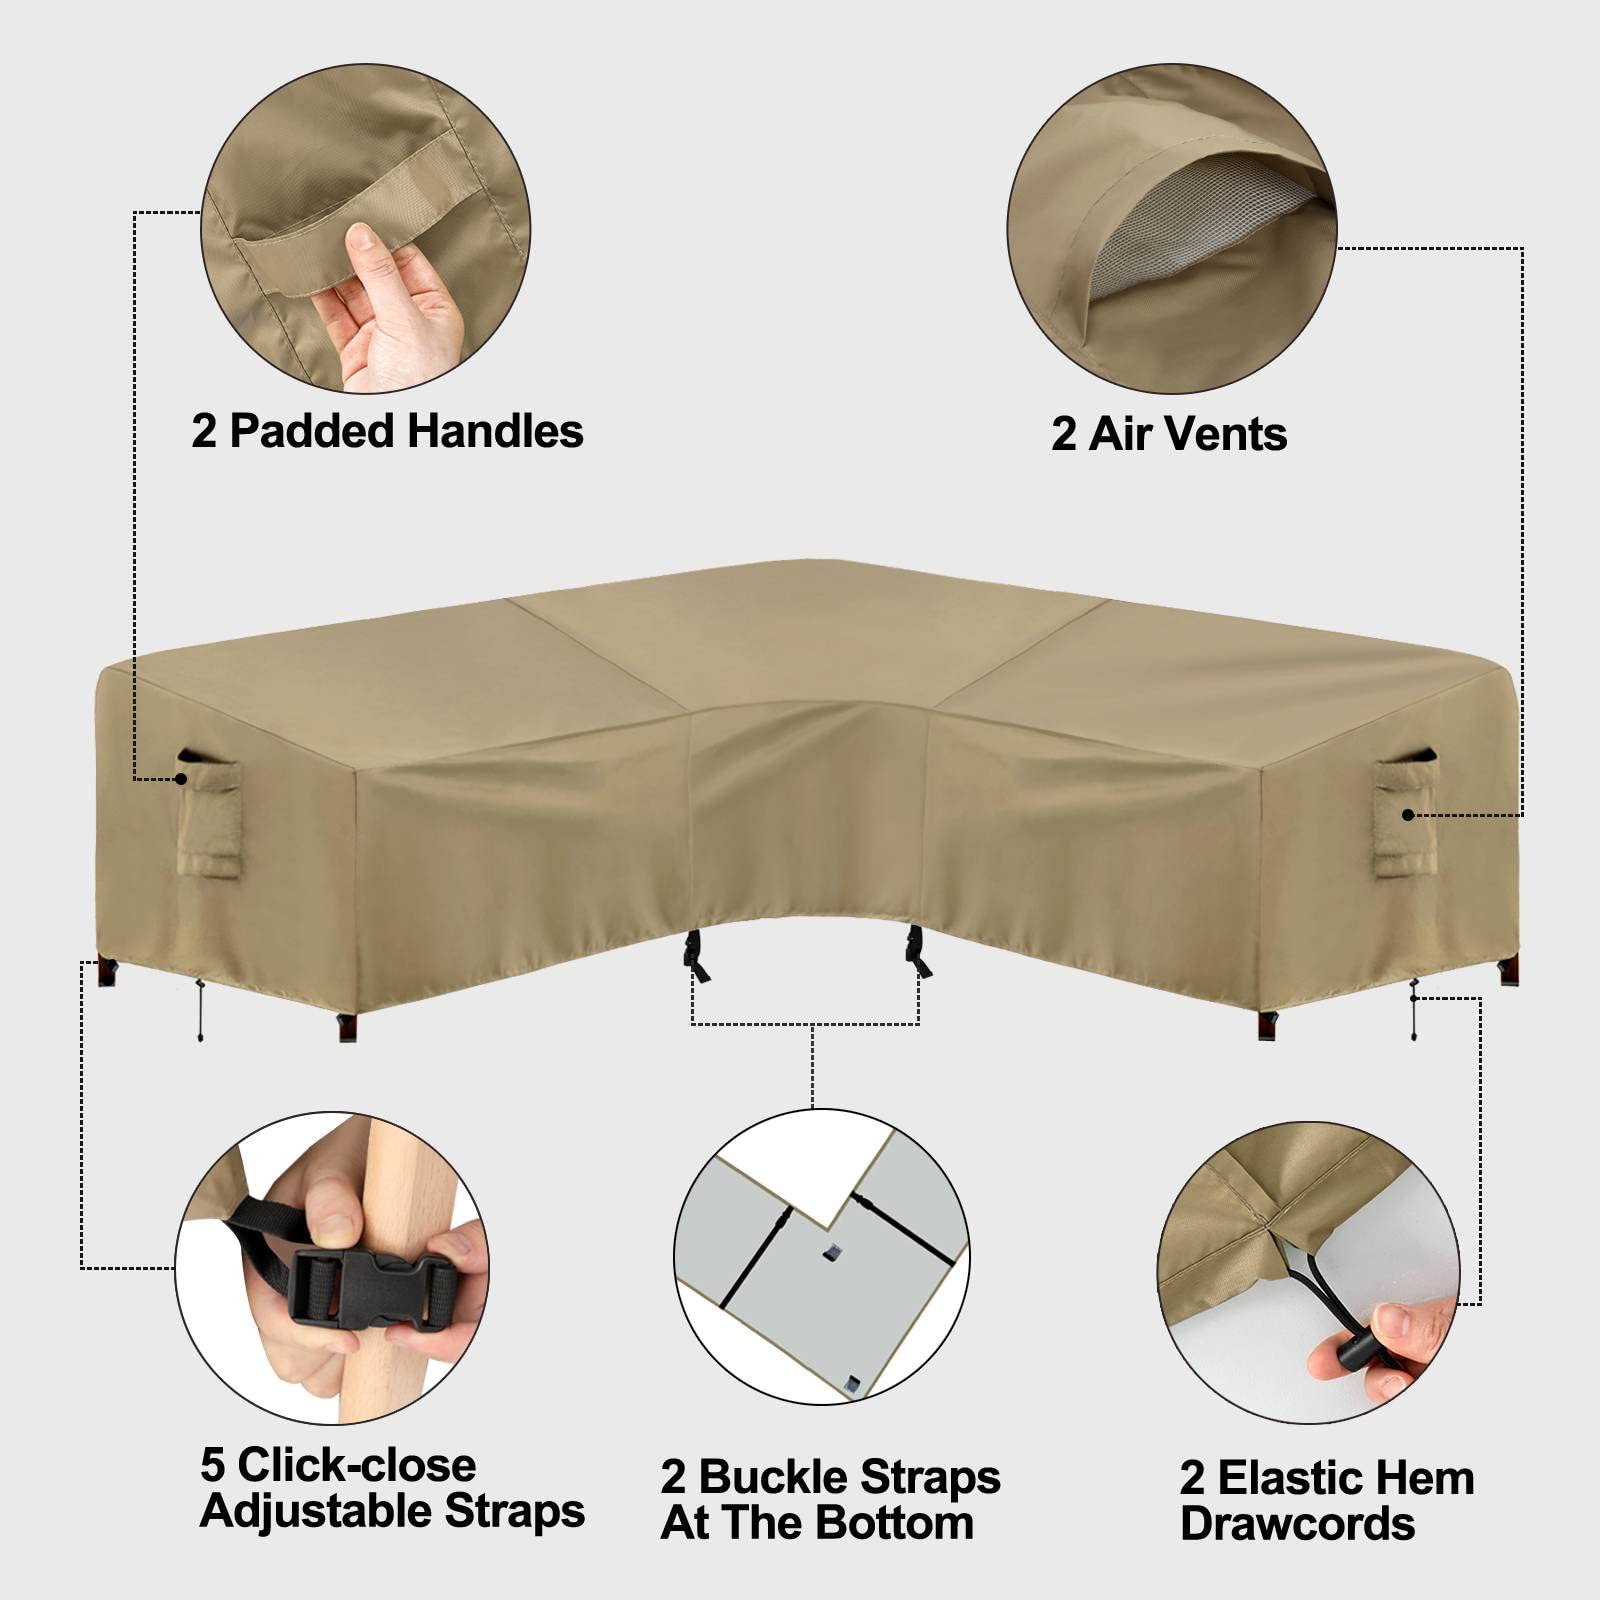 2 Padded Handles
2 Air Vents
5 Click-close
Adjustable Straps
2 Buckle Straps
At The Bottom
2 Elastic Hem
Drawcords